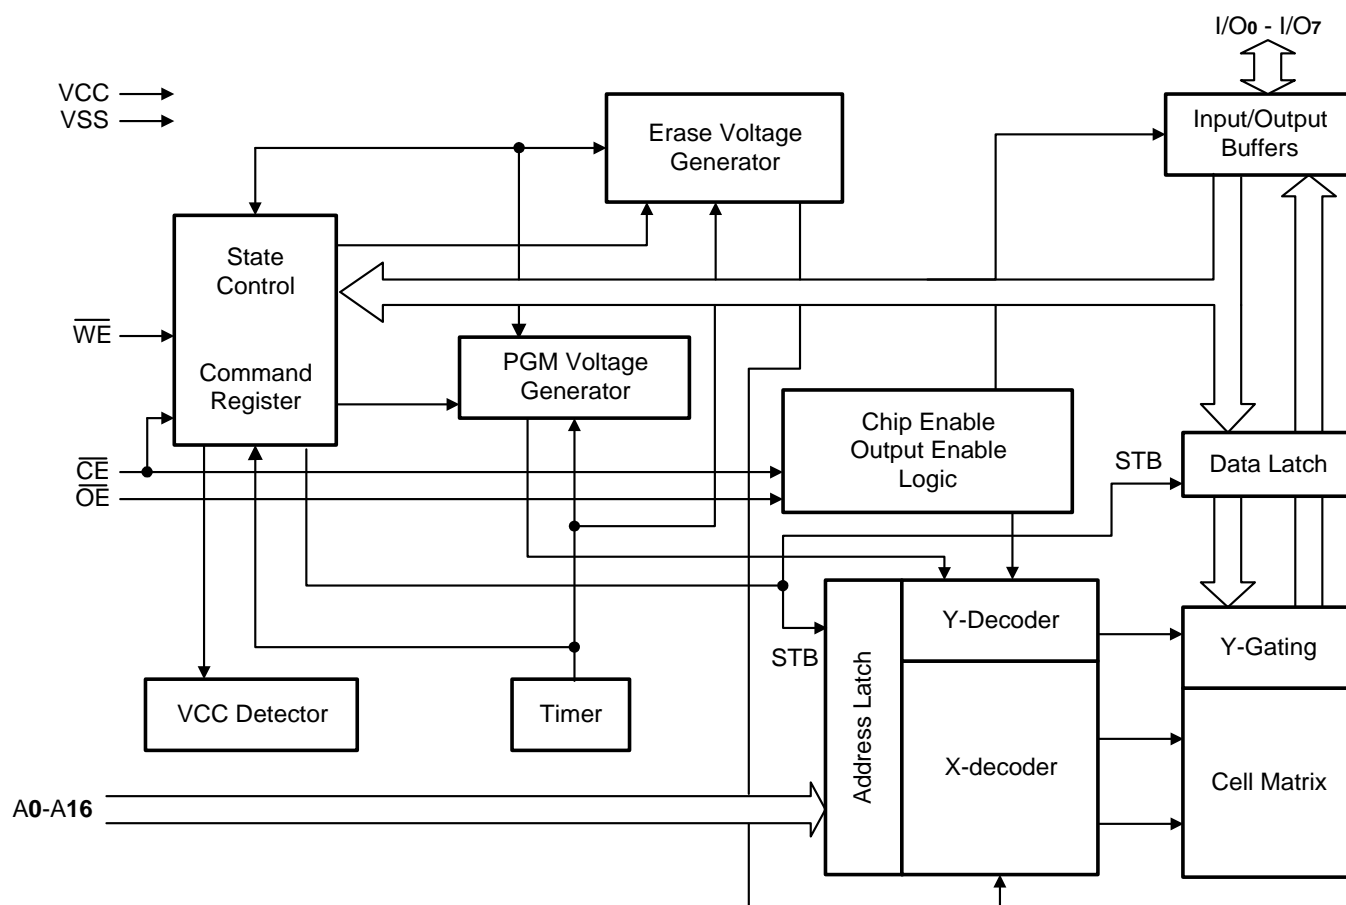 I/O0 - I/O7
VCC
VSS
Erase Voltage
Generator
Input/Output
Buffers
State
Control
WE
PGM Voltage
Generator
Command
Register
Chip Enable
Output Enable
Logic
CE
OE
STB
Data Latch
Y-Decoder
STB
Y-Gating
VCC Detector
Timer
Address Latch
X-decoder
Cell Matrix
A0-A16